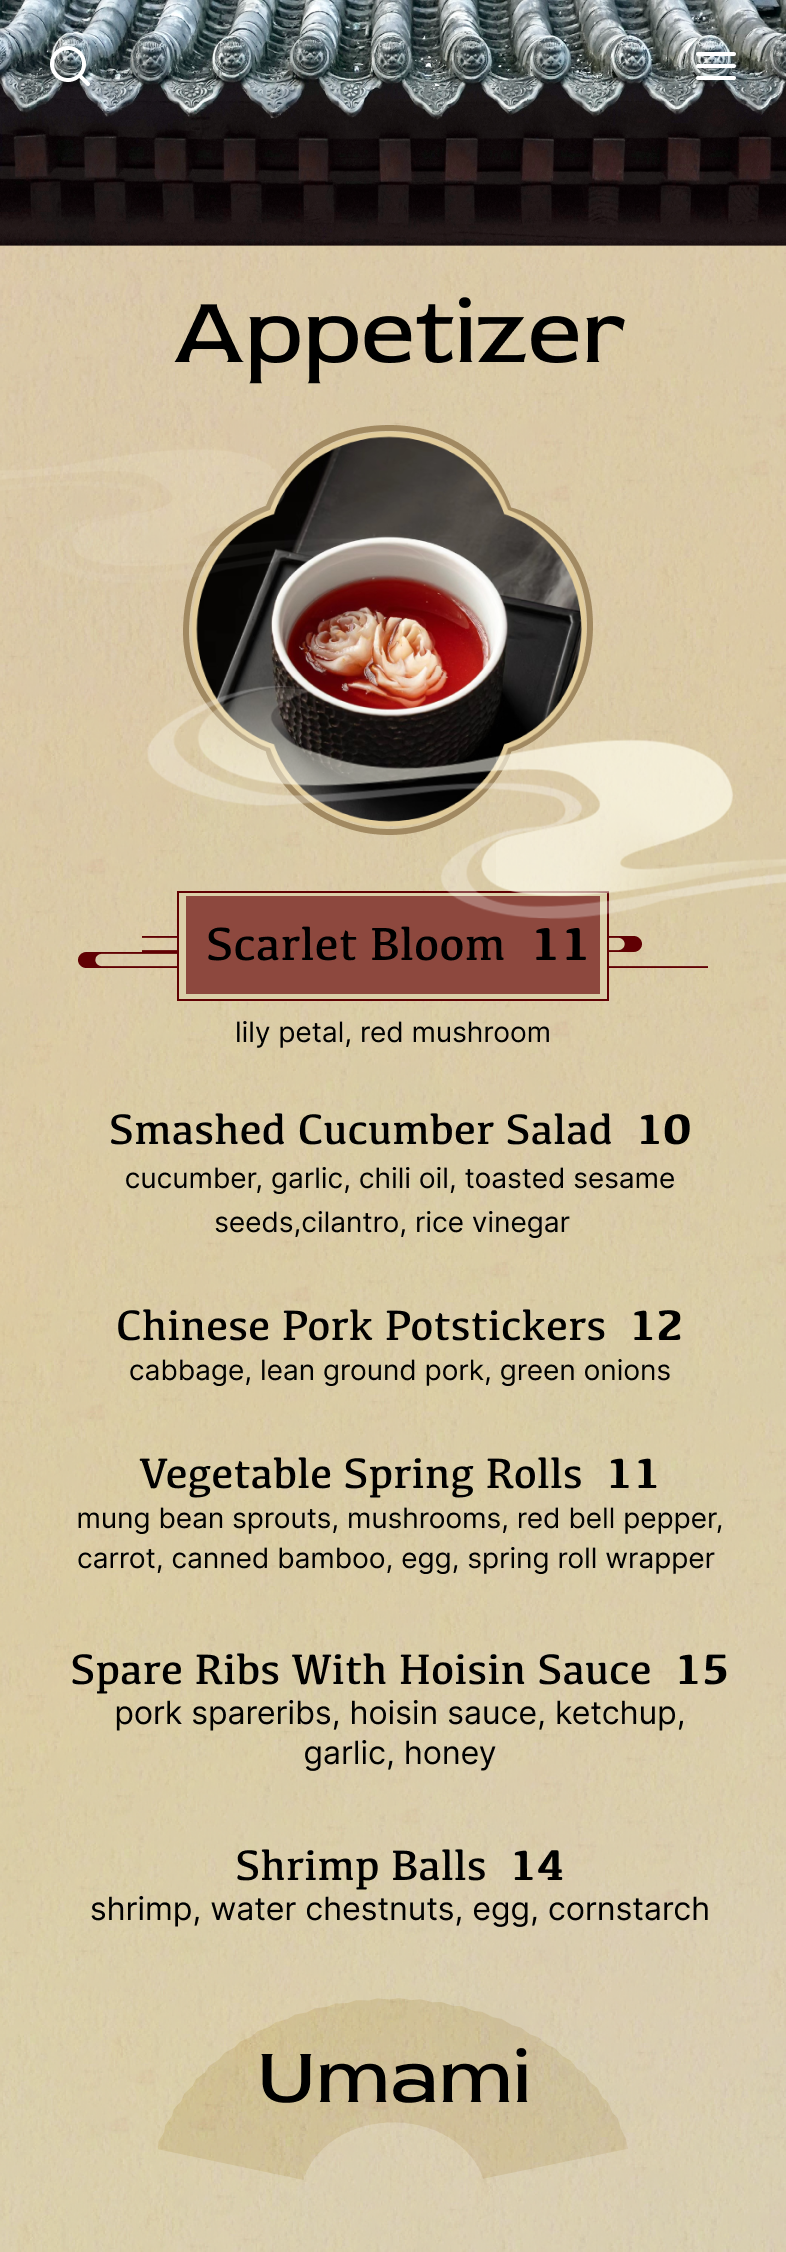 Appetizer
Scarlet Bloom 11
lily petal, red mushroom
Smashed Cucumber Salad 10
cucumber, garlic, chili oil, toasted sesame
seeds,cilantro, rice vinegar
Chinese Pork Potstickers 12
cabbage, lean ground pork, green onions
Vegetable Spring Rolls 11
mung bean sprouts, mushrooms, red bell pepper,
carrot, canned bamboo, egg, spring roll wrapper
Spare Ribs With Hoisin Sauce 15
pork spareribs, hoisin sauce, ketchup,
garlic, honey
Shrimp Balls 14
shrimp, water chestnuts, egg, cornstarch
Umami